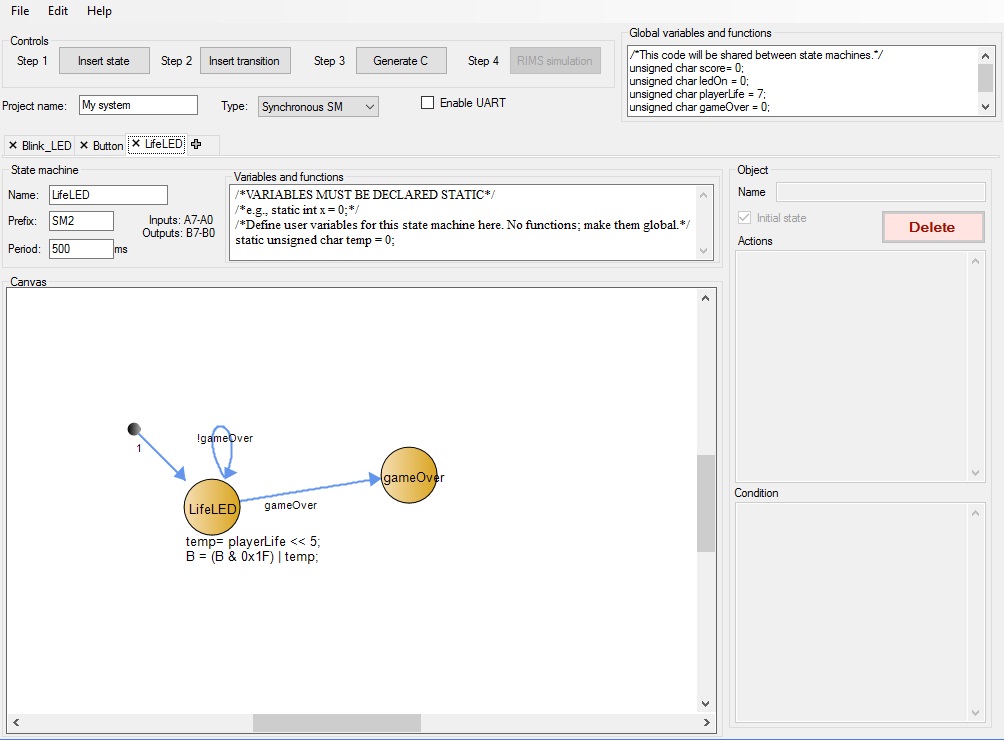 File Edit Help
Controls
Step 1 Insert state Step 2 Insert transition Step 3 Generate C Step 4 RIMS simulation
Project name: My system Type: Synchronous SM Enable UART
Global variables and functions
/*This code will be shared between state machines.*/
unsigned char score= 0;
unsigned char ledOn = 0;
unsigned char playerLife = 7;
unsigned char gameOver = 0;
Blink_LED Button LifeLED
State machine
Name: LifeLED
Prefix: SM2
Inputs: A7-A0
Outputs: B7-B0
Period: 500 ms
Variables and functions
/*VARIABLES MUST BE DECLARED STATIC*/
/*e.g., static int x = 0;*/
/*Define user variables for this state machine here. No functions; make them global.*/
static unsigned char temp = 0;
Object
Name
Initial state Delete
Actions
Condition
Canvas
1
!gameOver
LifeLED
gameOver
gameOver
temp= playerLife << 5;
B = (B & 0x1F) | temp;